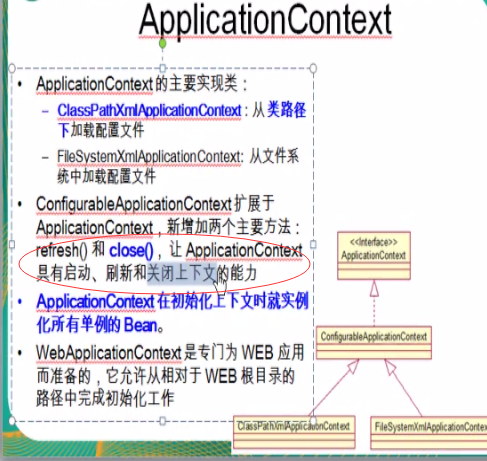 ApplicationContext
• ApplicationContext 的主要实现类：
– ClassPathXmlApplicationContext：从 类路径
下加载配置文件
– FileSystemXmlApplicationContext: 从文件系
统中加载配置文件
• ConfigurableApplicationContext 扩展于
ApplicationContext，新增加两个主要方法：
refresh() 和 close()， 让 ApplicationContext
具有启动、刷新和关闭上下文的能力
• ApplicationContext 在初始化上下文时就实例
化所有单例的 Bean。
• WebApplicationContext 是专门为 WEB 应用
而准备的，它允许从相对于 WEB 根目录的
路径中完成初始化工作
<<Interface>>
ApplicationContext
ConfigurableApplicationContext
ClassPathXmlApplicationContext
FileSystemXmlApplicationContext